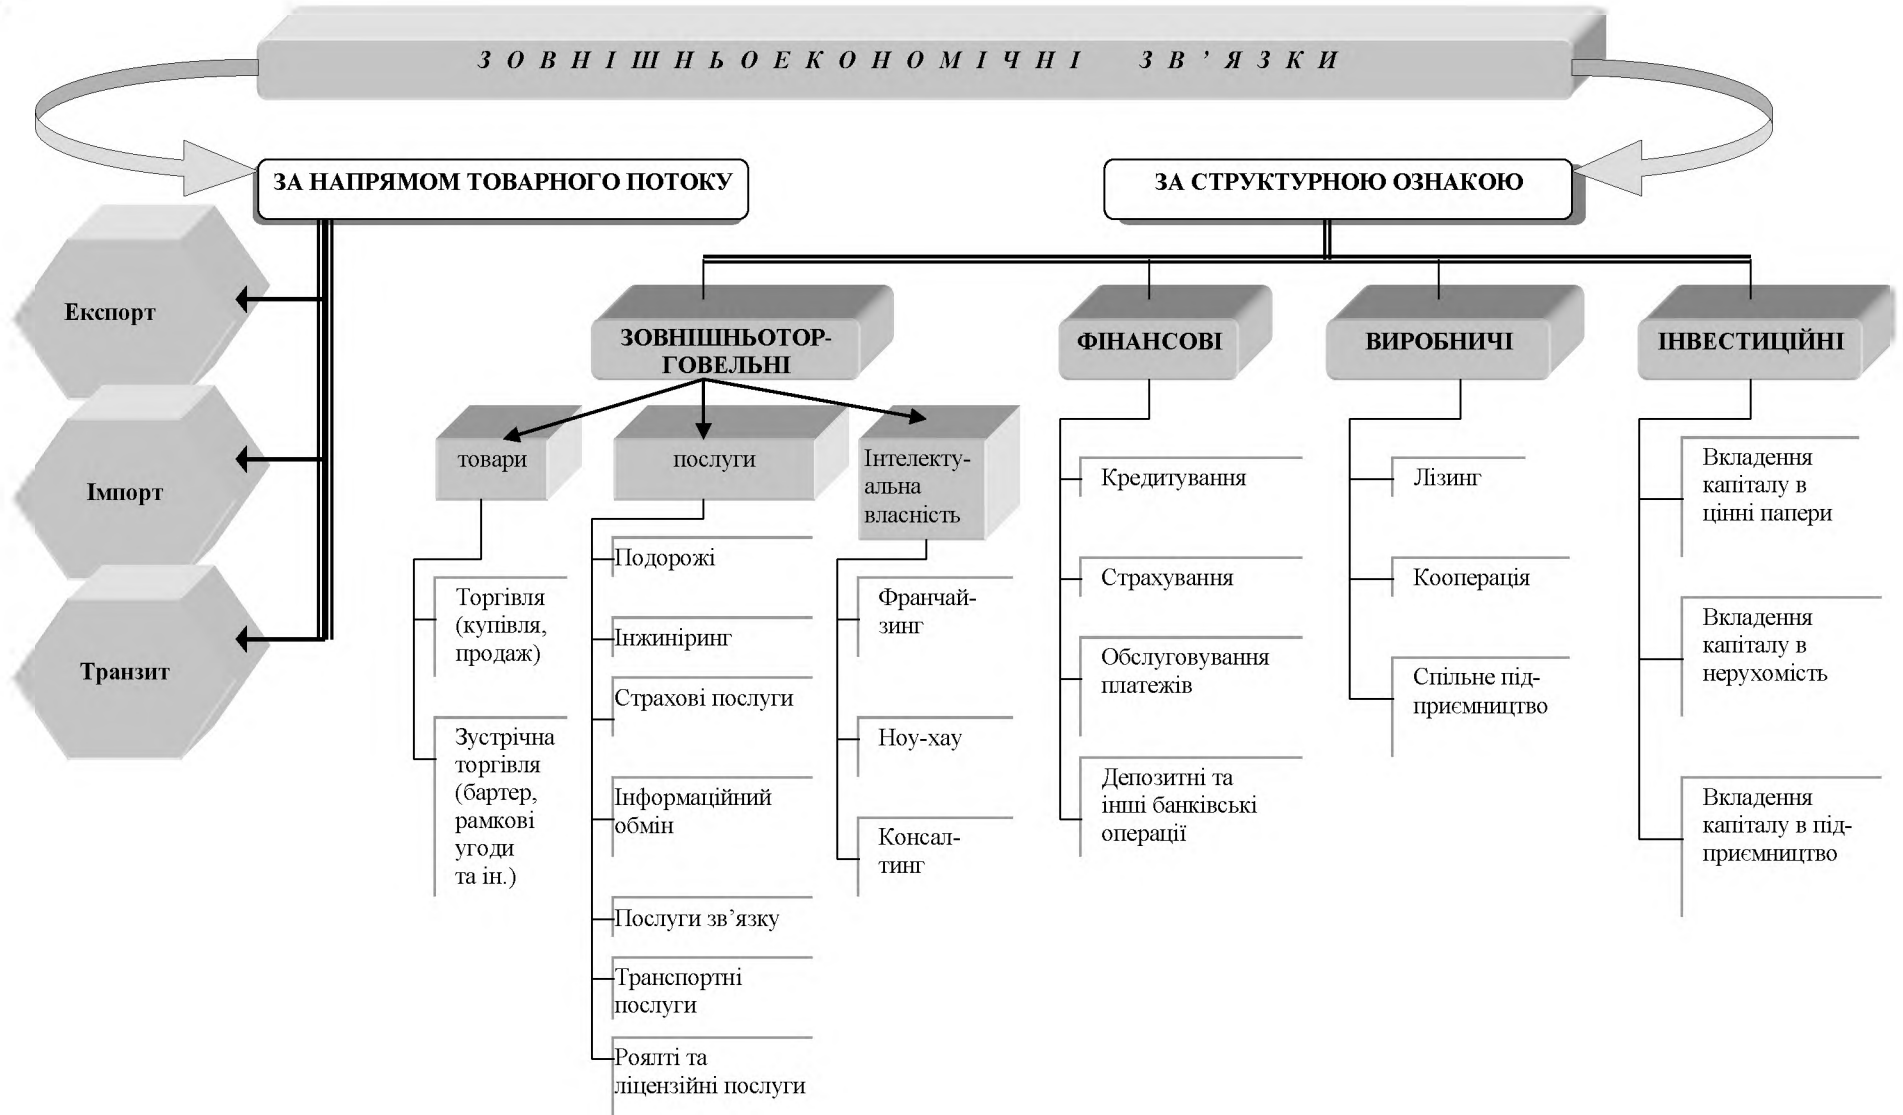 ЗОВНІШНЬОЕКОНОМІЧНІ ЗВ’ЯЗКИ
ЗА НАПРЯМОМ ТОВАРНОГО ПОТОКУ
Експорт
Імпорт
Транзит
ЗА СТРУКТУРНОЮ ОЗНАКОЮ
ЗОВНІШНЬОТОР-
ГОВЕЛЬНІ
товари
Торгівля
(купівля,
продаж)
Зустрічна
торгівля
(бартер,
рамкові
угоди
та ін.)
послуги
Подорожі
Інжиніринг
Страхові послуги
Інформаційний
обмін
Послуги зв’язку
Транспортні
послуги
Роялті та
ліцензійні послуги
Інтелекту-
альна
власність
Франчай-
зинг
Ноу-хау
Консал-
тинг
ФІНАНСОВІ
Кредитування
Страхування
Обслуговування
платежів
Депозитні та
інші банківські
операції
ВИРОБНИЧІ
Лізинг
Кооперація
Спільне під-
приємництво
ІНВЕСТИЦІЙНІ
Вкладення
капіталу в
цінні папери
Вкладення
капіталу в
нерухомість
Вкладення
капіталу в під-
приємництво